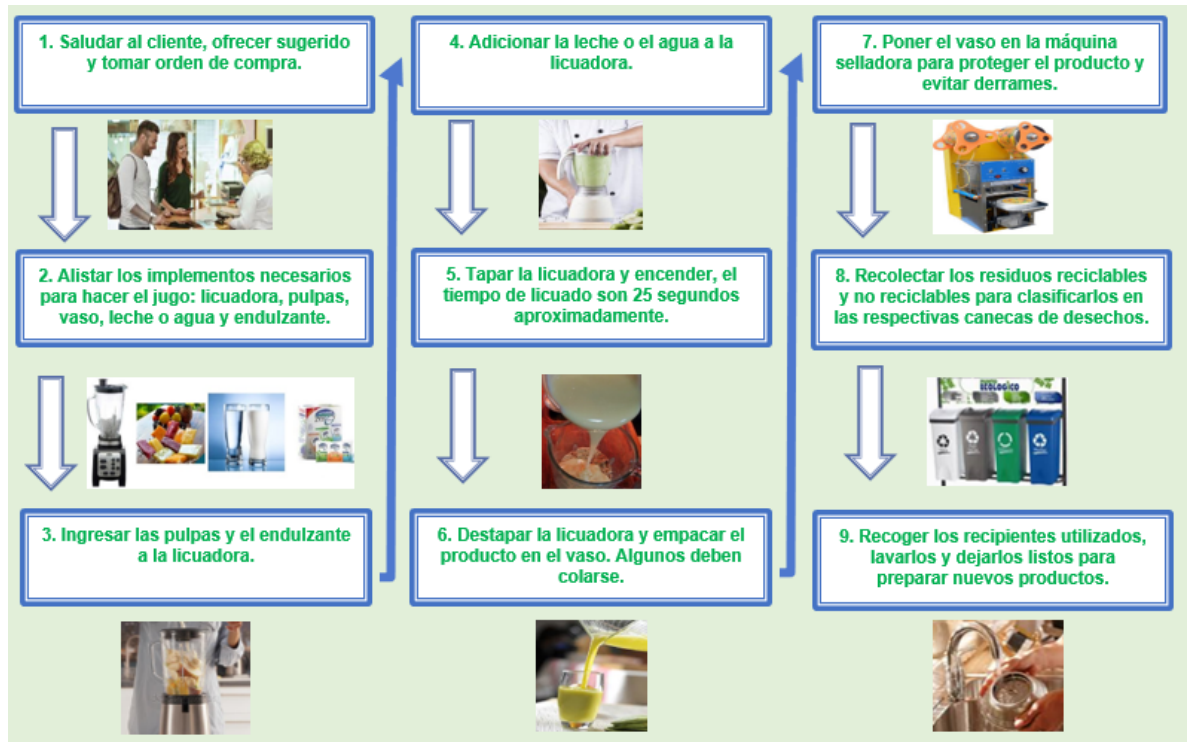 1. Saludar al cliente, ofrecer sugerido
y tomar orden de compra.
2. Alistar los implementos necesarios
para hacer el jugo: licuadora, pulpas,
vaso, leche o agua y endulzante.
3. Ingresar las pulpas y el endulzante
a la licuadora.
4. Adicionar la leche o el agua a la
licuadora.
5. Tapar la licuadora y encender, el
tiempo de licuado son 25 segundos
aproximadamente.
6. Destapar la licuadora y empacar el
producto en el vaso. Algunos deben
colarse.
7. Poner el vaso en la máquina
selladora para proteger el producto y
evitar derrames.
8. Recolectar los residuos reciclables
y no reciclables para clasificarlos en
las respectivas canecas de desechos.
ECOLÓGICO
9. Recoger los recipientes utilizados,
lavarlos y dejarlos listos para
preparar nuevos productos.